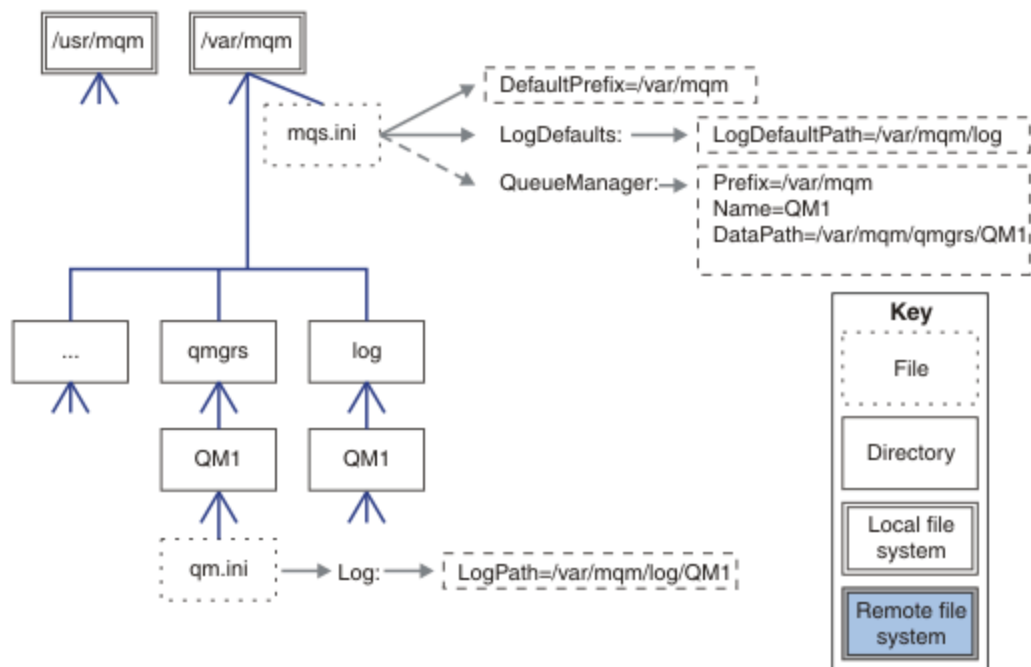 /usr/mqm
/var/mqm
mqs.ini
DefaultPrefix=/var/mqm
LogDefaults:
LogDefaultPath=/var/mqm/log
QueueManager:
Prefix=/var/mqm
Name=QM1
DataPath=/var/mqm/qmgrs/QM1
...
qmgrs
log
QM1
QM1
qm.ini
Log:
LogPath=/var/mqm/log/QM1
Key
File
Directory
Local file
system
Remote file
system